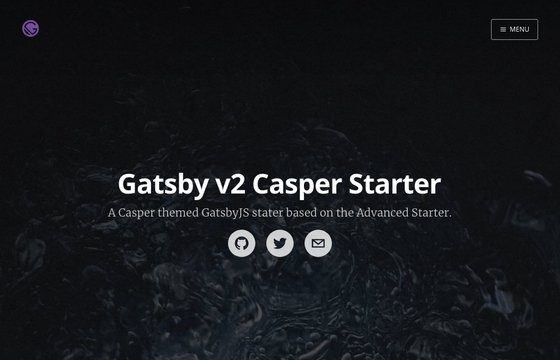 MENU
Gatsby v2 Casper Starter
A Casper themed GatsbyJS stater based on the Advanced Starter.